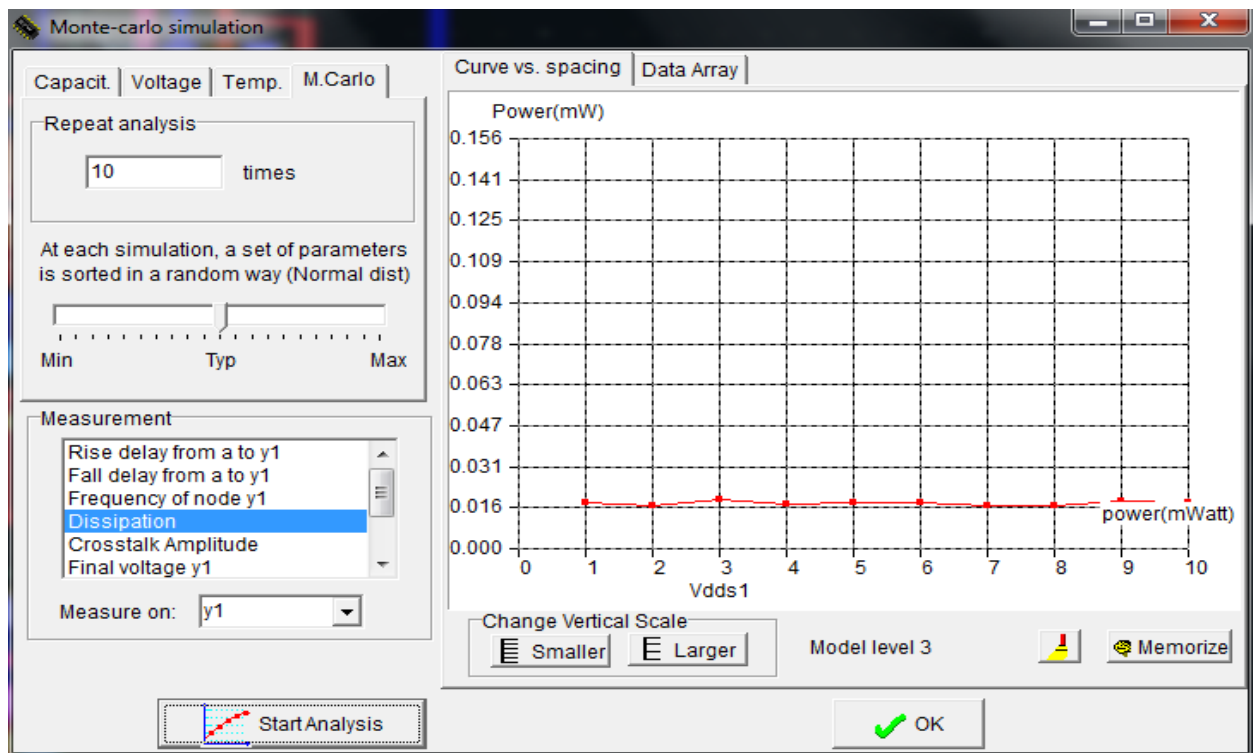 Monte-carlo simulation
Capacit. Voltage Temp. M.Carlo
Repeat analysis
10 times
At each simulation, a set of parameters
is sorted in a random way (Normal dist)
Min Typ Max
Measurement
Rise delay from a to y1
Fall delay from a to y1
Frequency of node y1
Dissipation
Crosstalk Amplitude
Final voltage y1
Measure on: y1
Start Analysis
Curve vs. spacing Data Array
Power(mW)
0.156
0.141
0.125
0.109
0.094
0.078
0.063
0.047
0.031
0.016
power(mWatt)
0.000
0 1 2 3 4 5 6 7 8 9 10
Vdds1
Change Vertical Scale
Smaller Larger Model level 3 Memorize
OK